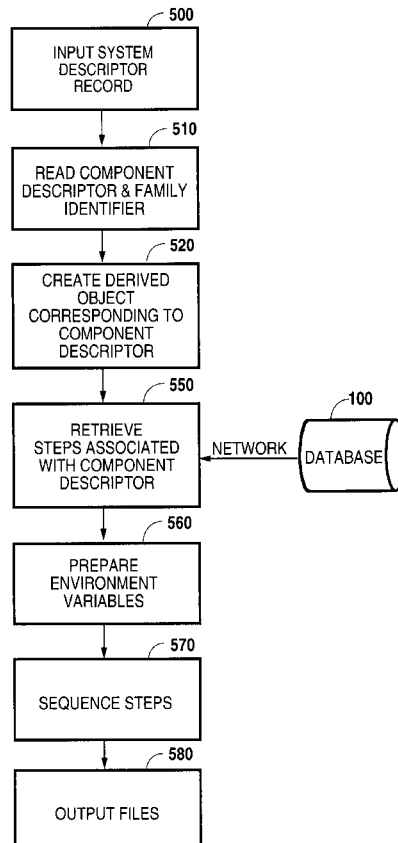 500
INPUT SYSTEM
DESCRIPTOR
RECORD
510
READ COMPONENT
DESCRIPTOR & FAMILY
IDENTIFIER
520
CREATE DERIVED
OBJECT
CORRESPONDING TO
COMPONENT
DESCRIPTOR
550
RETRIEVE
STEPS ASSOCIATED
WITH COMPONENT
DESCRIPTOR
NETWORK
100
DATABASE
560
PREPARE
ENVIRONMENT
VARIABLES
570
SEQUENCE STEPS
580
OUTPUT FILES